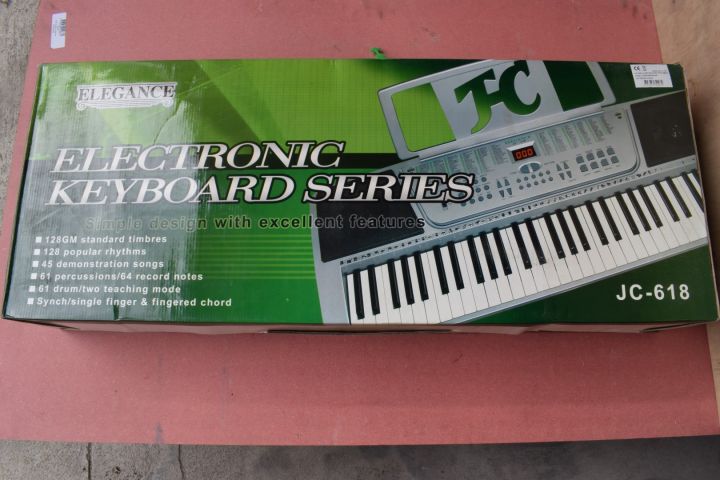 ELEGANCE
JC
000
ELECTRONIC
KEYBOARD SERIES
Simple design with excellent features
128GM standard timbres
128 popular rhythms
45 demonstration songs
61 percussions/64 record notes
61 drum/two teaching mode
Synch/single finger & fingered chord
JC-618